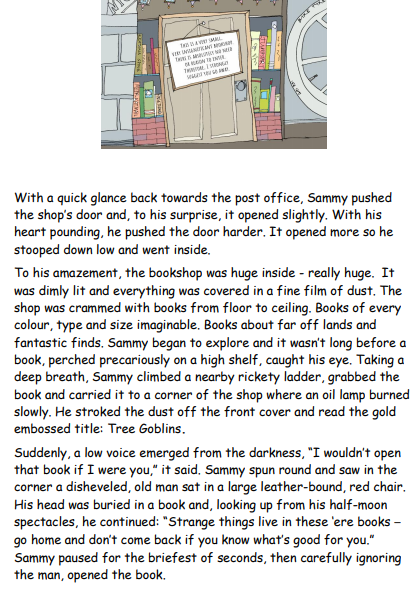 THIS IS A VERY SMALL,
VERY INSIGNIFICANT BOOKSHOP.
THERE IS ABSOLUTELY NO NEED
OR REASON TO ENTER.
THEREFORE, I STRONGLY
SUGGEST YOU GO AWAY.
With a quick glance back towards the post office, Sammy pushed
the shop's door and, to his surprise, it opened slightly. With his
heart pounding, he pushed the door harder. It opened more so he
stooped down low and went inside.
To his amazement, the bookshop was huge inside - really huge. It
was dimly lit and everything was covered in a fine film of dust. The
shop was crammed with books from floor to ceiling. Books of every
colour, type and size imaginable. Books about far off lands and
fantastic finds. Sammy began to explore and it wasn't long before a
book, perched precariously on a high shelf, caught his eye. Taking a
deep breath, Sammy climbed a nearby rickety ladder, grabbed the
book and carried it to a corner of the shop where an oil lamp burned
slowly. He stroked the dust off the front cover and read the gold
embossed title: Tree Goblins.
Suddenly, a low voice emerged from the darkness, “I wouldn't open
that book if I were you,” it said. Sammy spun round and saw in the
corner a disheveled, old man sat in a large leather-bound, red chair.
His head was buried in a book and, looking up from his half-moon
spectacles, he continued: “Strange things live in these 'ere books –
go home and don't come back if you know what's good for you.”
Sammy paused for the briefest of seconds, then carefully ignoring
the man, opened the book.